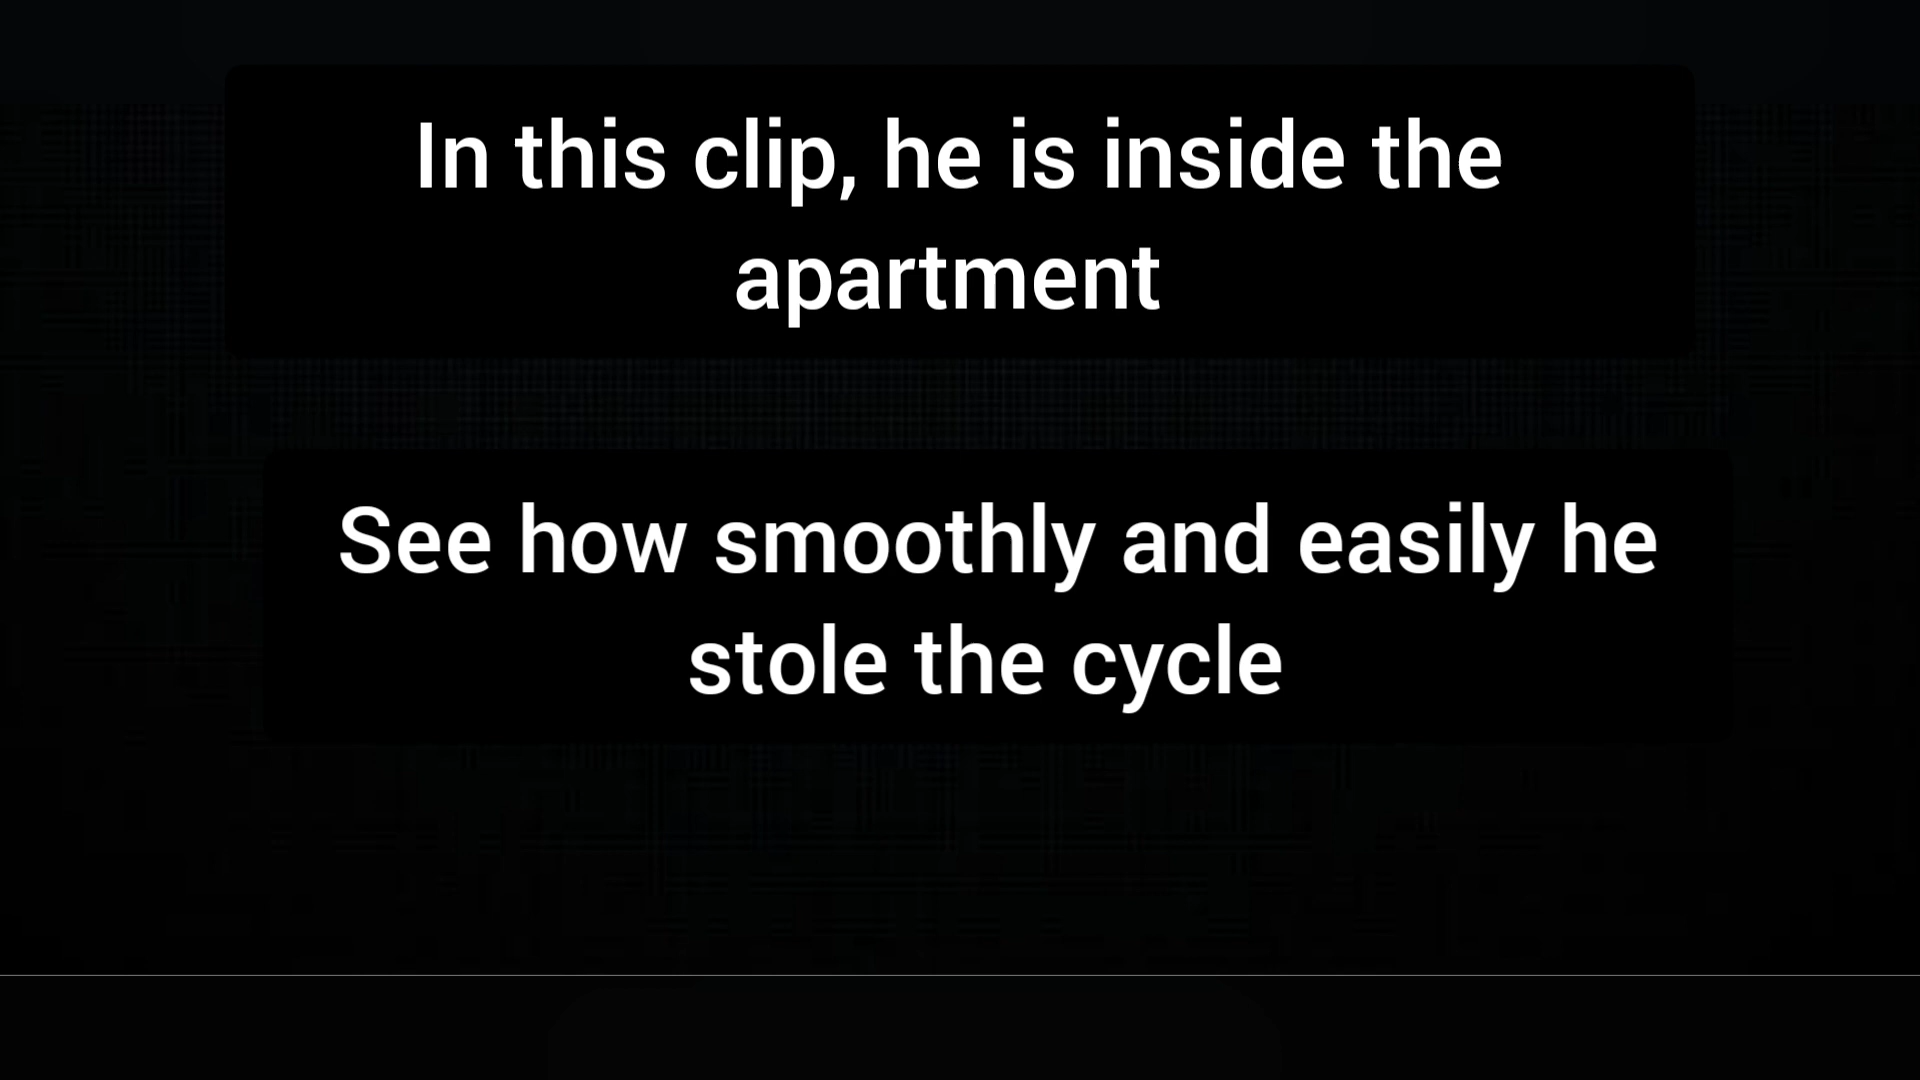 In this clip, he is inside the
apartment
See how smoothly and easily he
stole the cycle